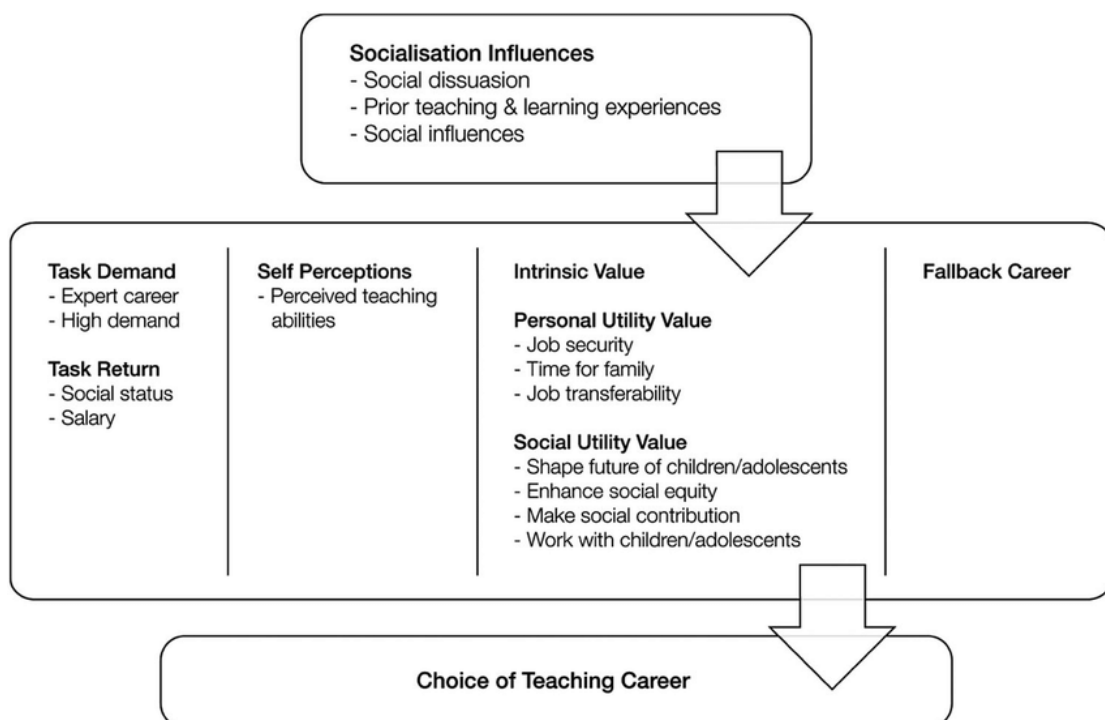 Socialisation Influences
- Social dissuasion
- Prior teaching & learning experiences
- Social influences
Task Demand
- Expert career
- High demand
Task Return
- Social status
- Salary
Self Perceptions
- Perceived teaching
abilities
Intrinsic Value
Personal Utility Value
- Job security
- Time for family
- Job transferability
Social Utility Value
- Shape future of children/adolescents
- Enhance social equity
- Make social contribution
- Work with children/adolescents
Fallback Career
Choice of Teaching Career